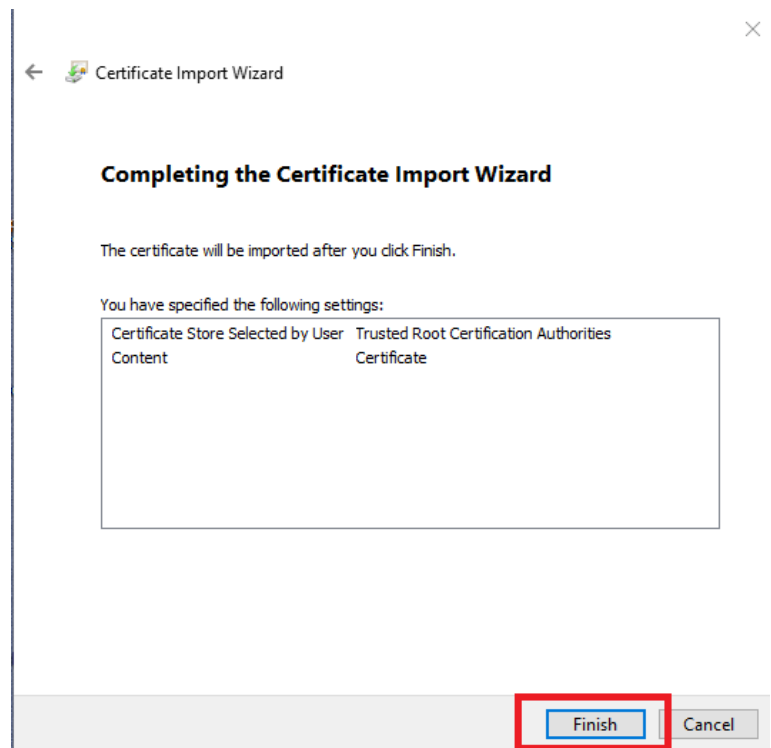 Certificate Import Wizard
Completing the Certificate Import Wizard
The certificate will be imported after you click Finish.
You have specified the following settings:
Certificate Store Selected by User Trusted Root Certification Authorities
Content Certificate
Finish Cancel